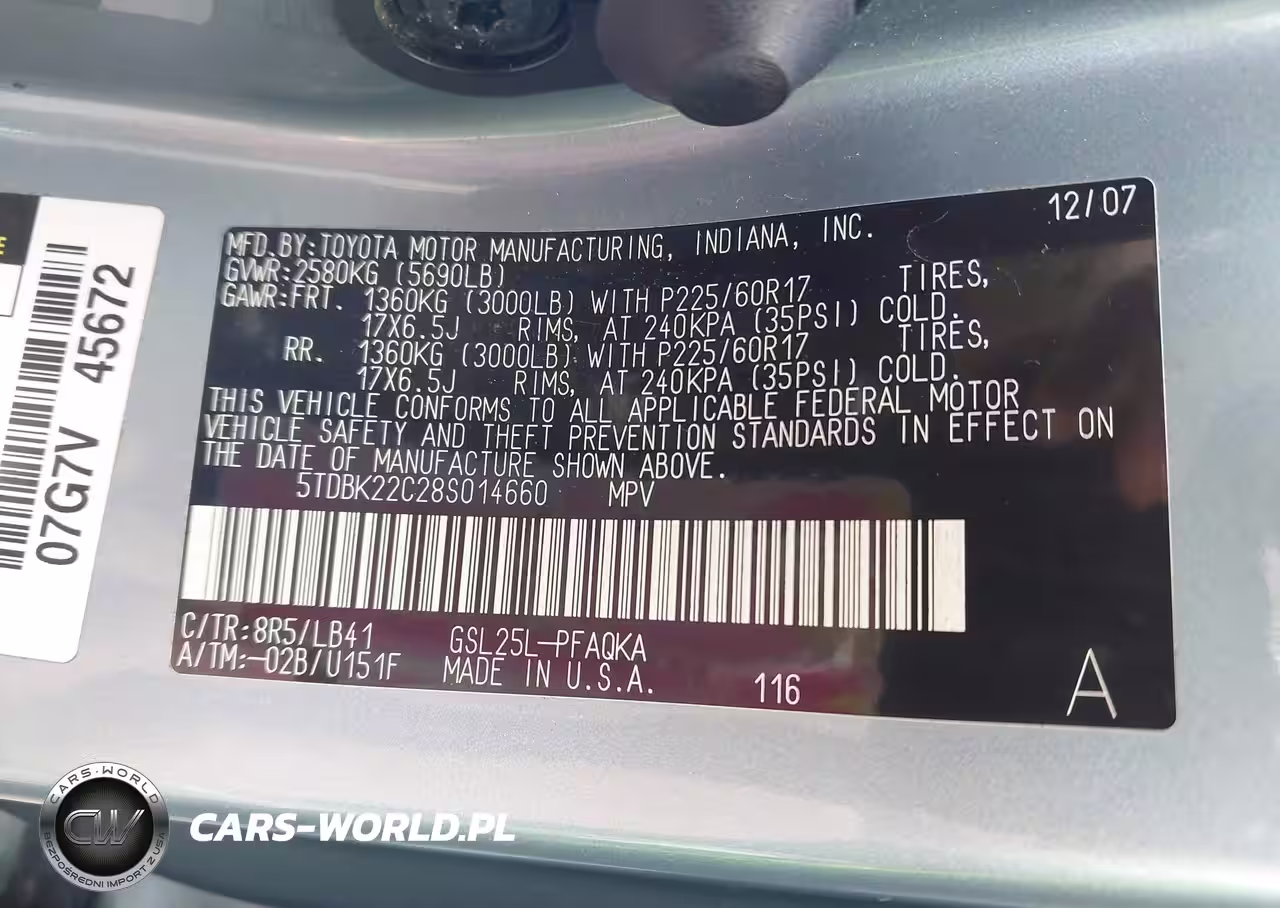 12/07
MFD.BY:TOYOTA MOTOR MANUFACTURING, INDIANA, INC.
GVWR:2580KG (5690LB)
GAWR:FRT. 1360KG (3000LB) WITH P225/60R17 TIRES,
17X6.5J RIMS, AT 240KPA (35PSI) COLD.
RR. 1360KG (3000LB) WITH P225/60R17 TIRES,
17X6.5J RIMS, AT 240KPA (35PSI) COLD.
THIS VEHICLE CONFORMS TO ALL APPLICABLE FEDERAL MOTOR
VEHICLE SAFETY AND THEFT PREVENTION STANDARDS IN EFFECT ON
THE DATE OF MANUFACTURE SHOWN ABOVE.
5TDBK22C28S014660 MPV
C/TR:8R5/LB41 GSL25L-PFAQKA
A/TM:-02B/U151F MADE IN U.S.A. 116 A
07G7V 45672
CARS-WORLD
CW
BEZPOŚREDNI IMPORT Z USA
CARS-WORLD.PL